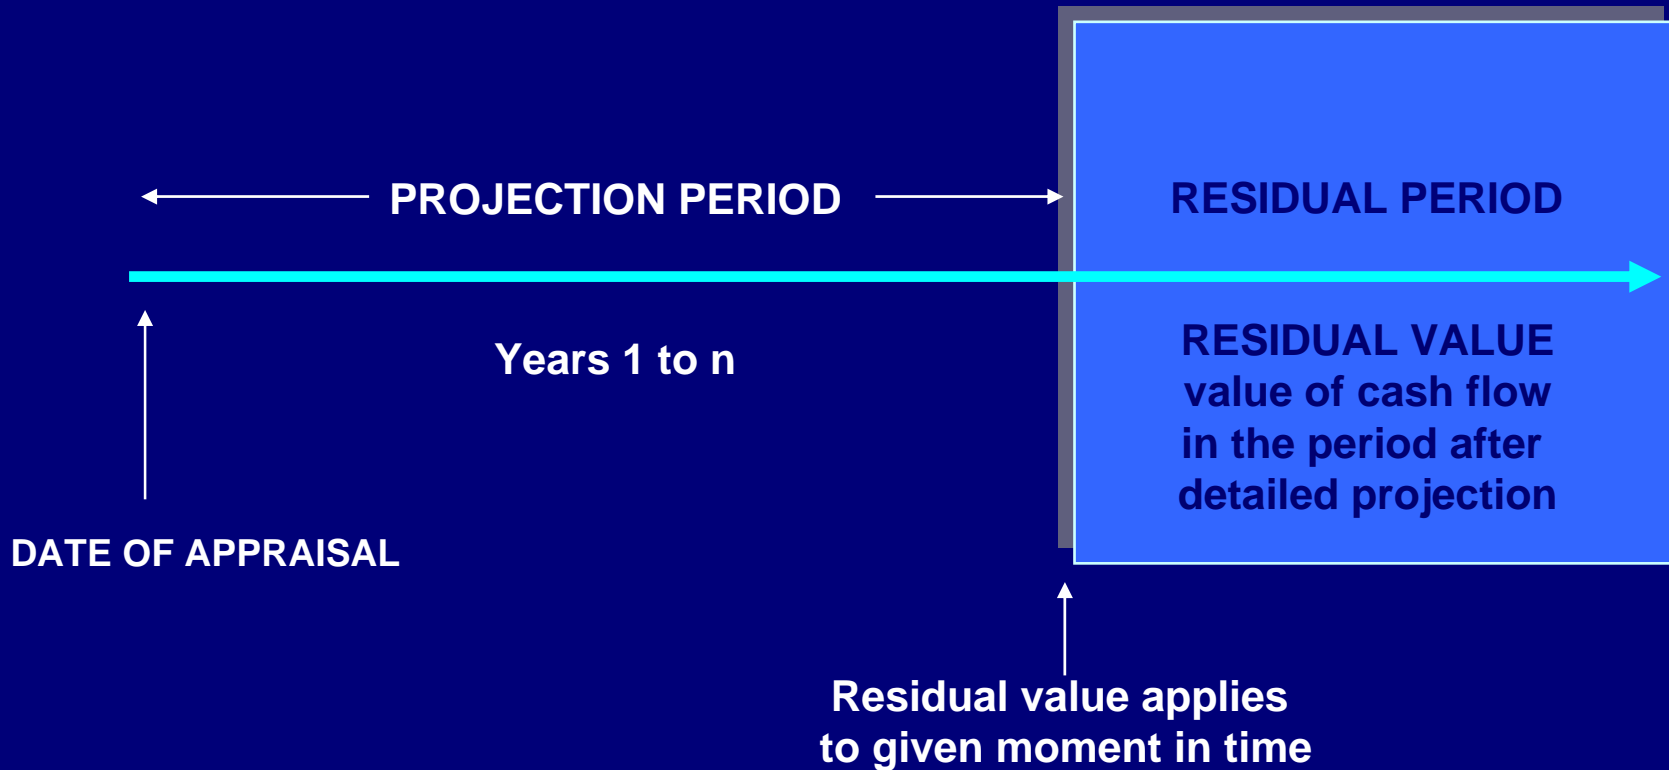 PROJECTION PERIOD
RESIDUAL PERIOD
Years 1 to n
RESIDUAL VALUE
value of cash flow
in the period after
detailed projection
DATE OF APPRAISAL
Residual value applies
to given moment in time